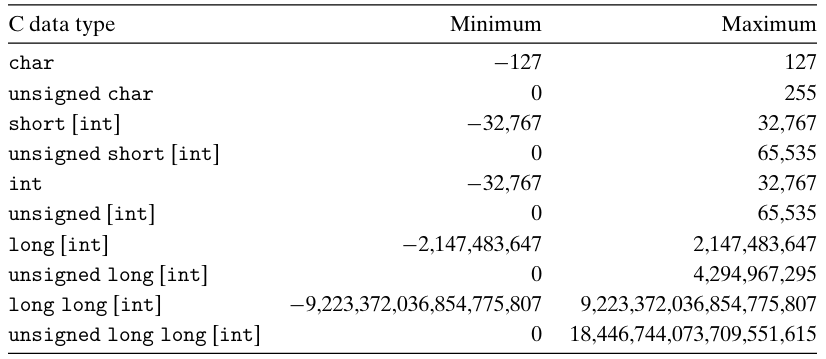 C data type Minimum Maximum
char −127 127
unsigned char 0 255
short [int] −32,767 32,767
unsigned short [int] 0 65,535
int −32,767 32,767
unsigned [int] 0 65,535
long [int] −2,147,483,647 2,147,483,647
unsigned long [int] 0 4,294,967,295
long long [int] −9,223,372,036,854,775,807 9,223,372,036,854,775,807
unsigned long long [int] 0 18,446,744,073,709,551,615